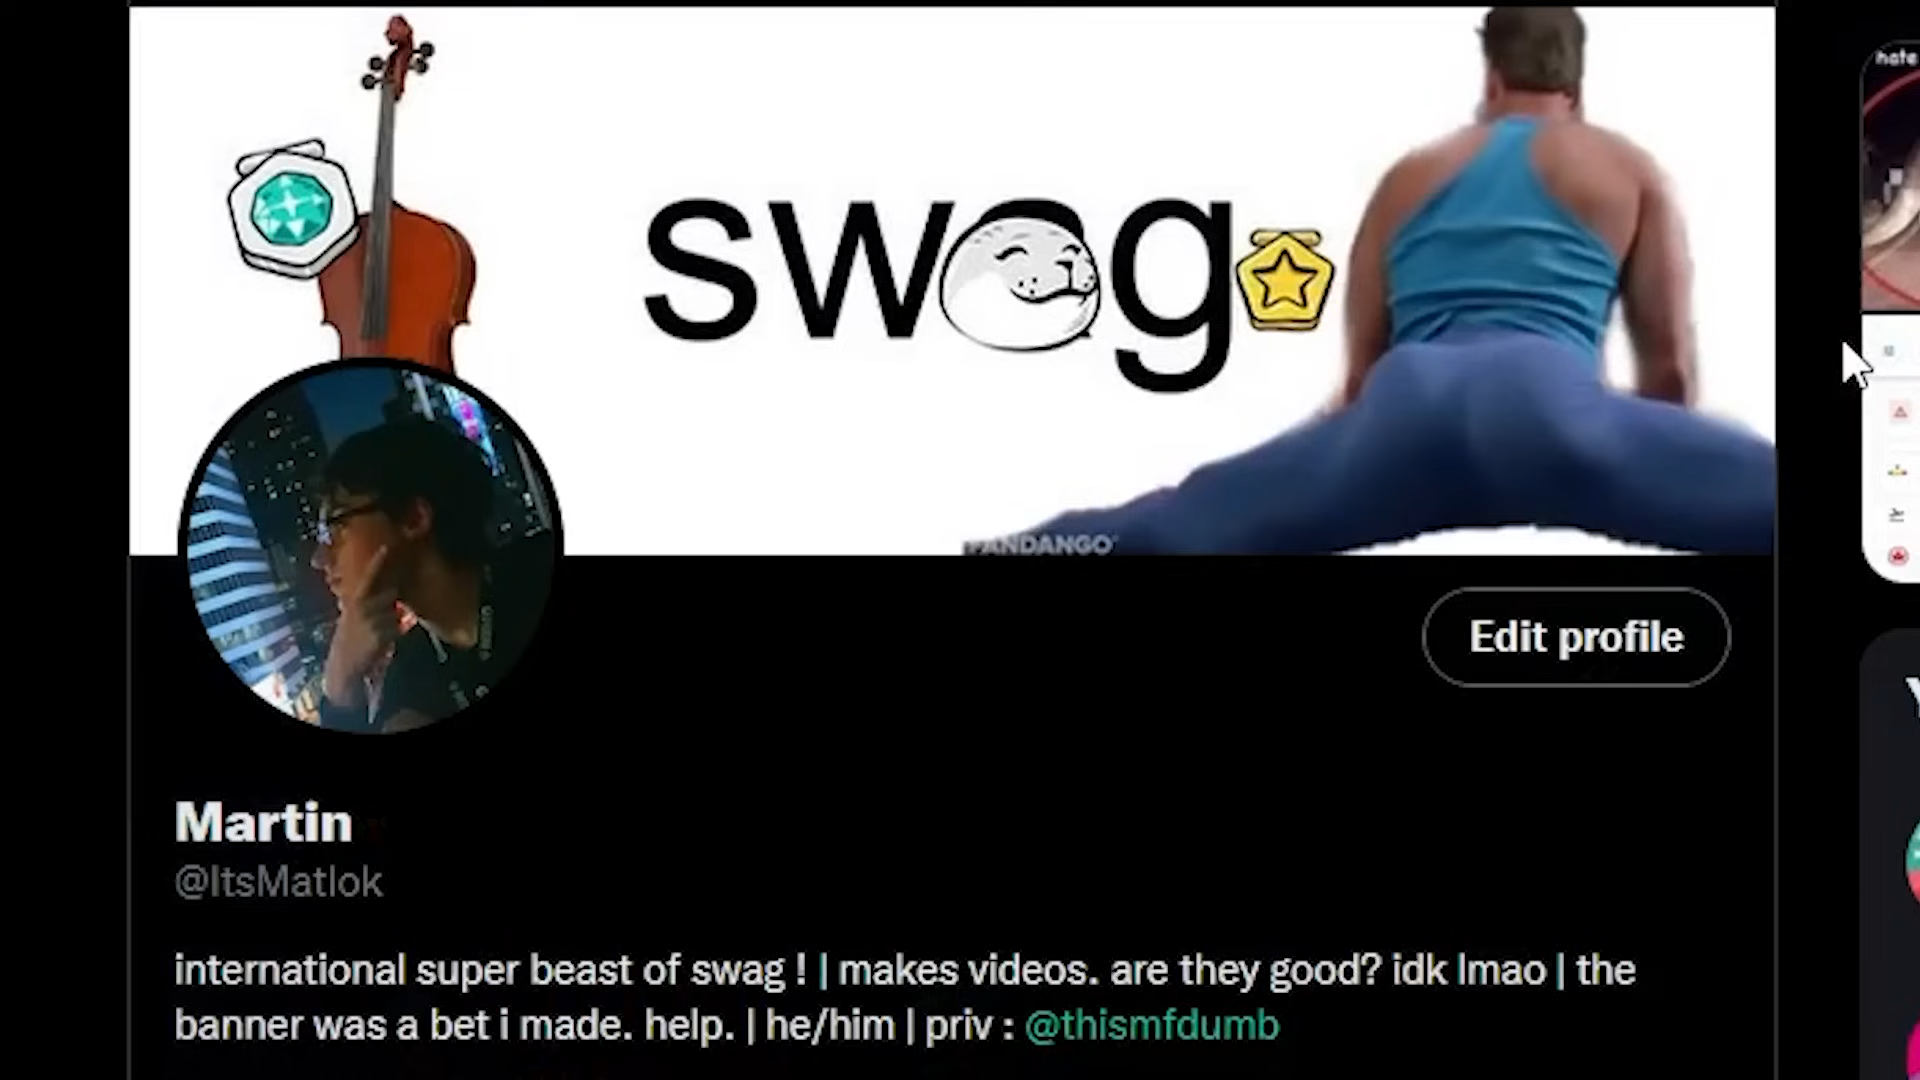 hate
swag
FANDANGO
Edit profile
Martin
@ItsMatlok
international super beast of swag ! | makes videos. are they good? idk lmao | the
banner was a bet i made. help. | he/him | priv : @thismfdumb